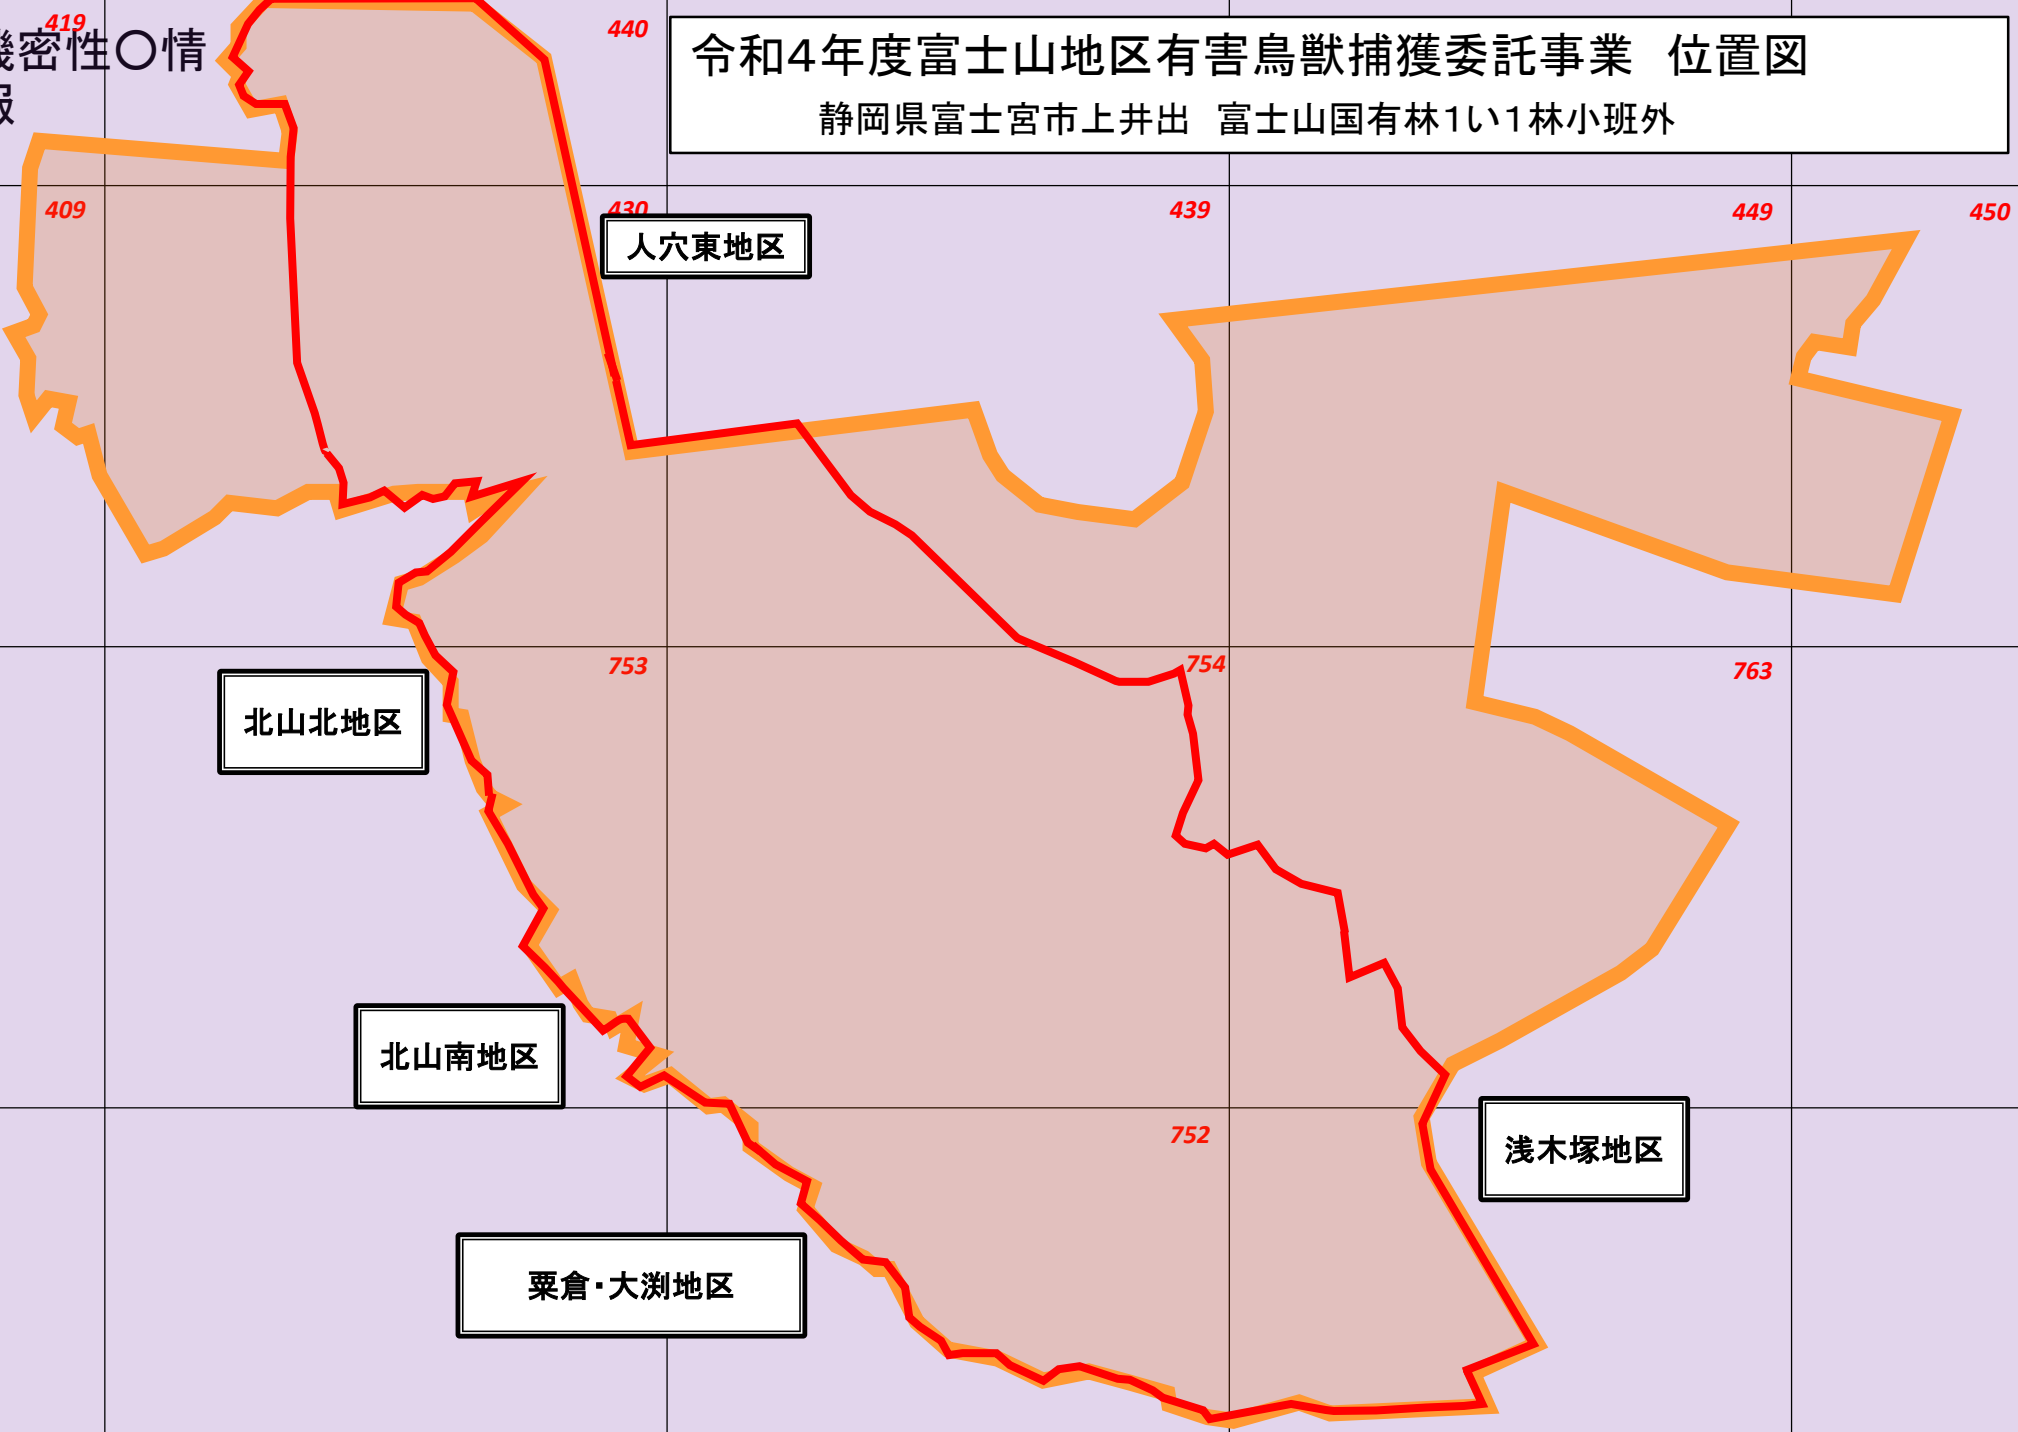 419
機密性〇情
報
440
令和4年度富士山地区有害鳥獣捕獲委託事業　位置図
静岡県富士宮市上井出　富士山国有林1い1林小班外
409
430
439
449
450
人穴東地区
753
754
763
北山北地区
北山南地区
752
浅木塚地区
粟倉・大渕地区